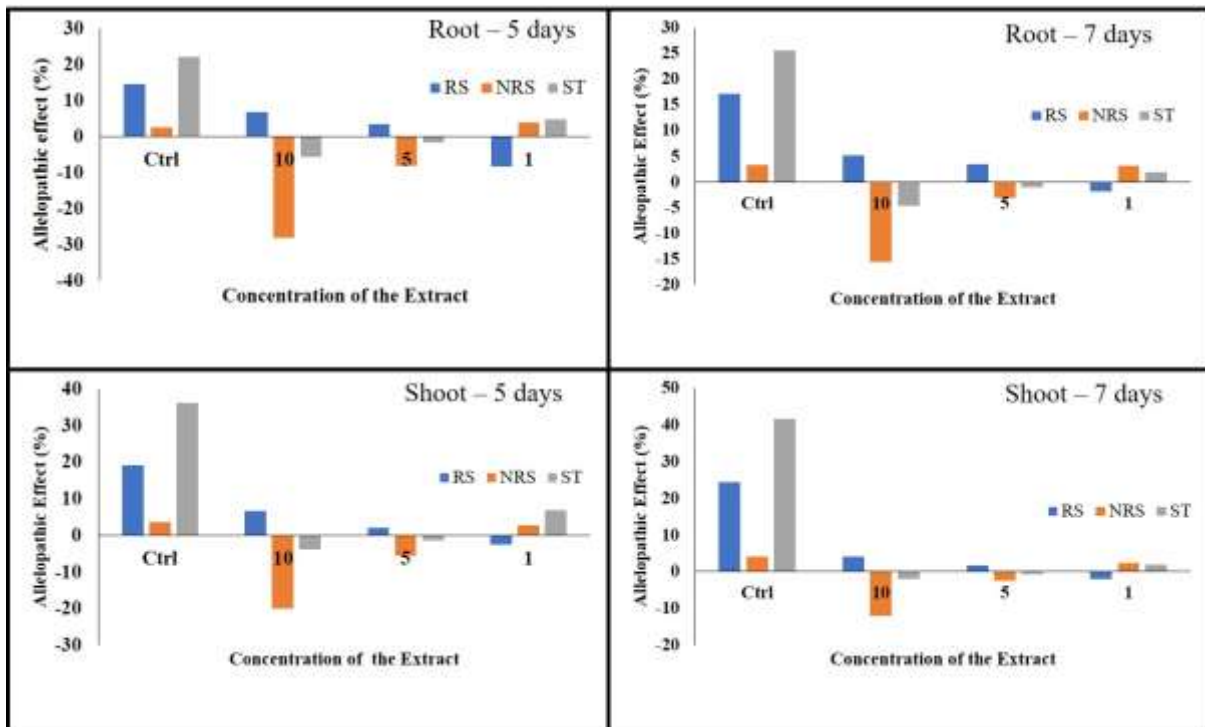 Root – 5 days
RS NRS ST
Allelopathic effect (%)
30
20
10
0
-10
-20
-30
-40
Ctrl 10 5 1
Concentration of the Extract
Root – 7 days
RS NRS ST
Alleopathic Effect (%)
30
25
20
15
10
5
0
-5
-10
-15
-20
Ctrl 10 5 1
Concentration of the Extract
Shoot – 5 days
RS NRS ST
Allelopathic Effect (%)
40
30
20
10
0
-10
-20
-30
Ctrl 10 5 1
Concentration of the Extract
Shoot – 7 days
RS NRS ST
Allelopathic Effect (%)
50
40
30
20
10
0
-10
-20
Ctrl 10 5 1
Concentration of the Extract